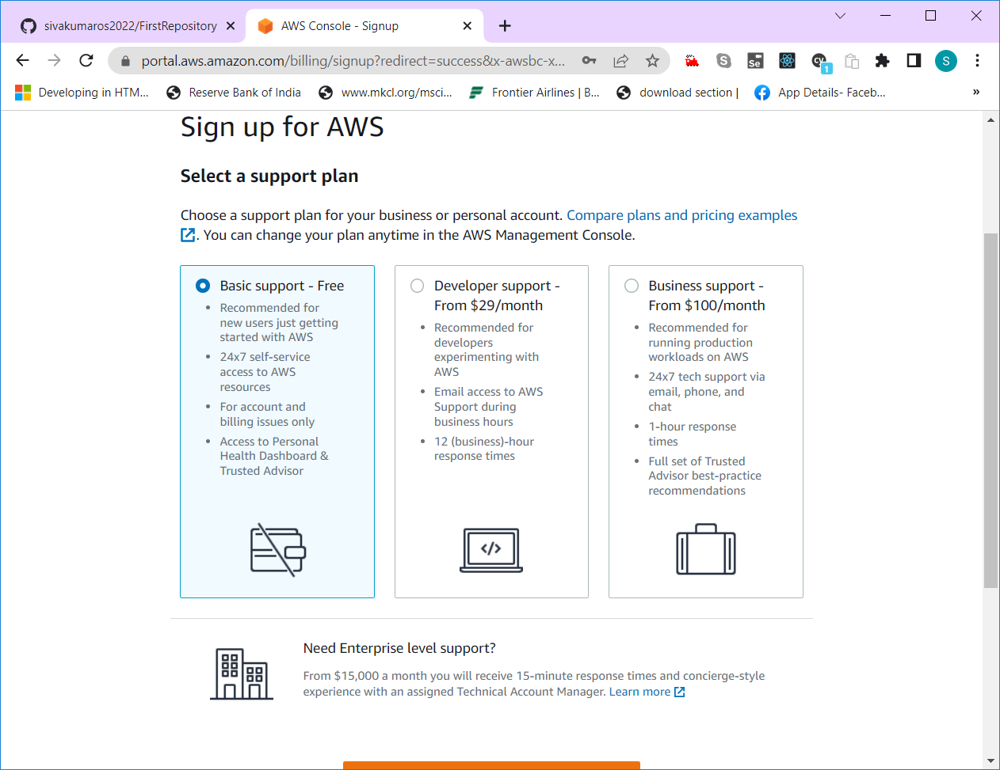 sivakumaros2022/FirstRepository
AWS Console - Signup
portal.aws.amazon.com/billing/signup?redirect=success&x-awsbc-x...
Se
cy
1
S
Developing in HTM...
Reserve Bank of India
www.mkcl.org/msci...
Frontier Airlines | B...
download section |
App Details- Faceb...
»
Sign up for AWS
Select a support plan
Choose a support plan for your business or personal account. Compare plans and pricing examples
. You can change your plan anytime in the AWS Management Console.
Basic support - Free
• Recommended for
new users just getting
started with AWS
• 24x7 self-service
access to AWS
resources
• For account and
billing issues only
• Access to Personal
Health Dashboard &
Trusted Advisor
Developer support -
From $29/month
• Recommended for
developers
experimenting with
AWS
• Email access to AWS
Support during
business hours
• 12 (business)-hour
response times
</>
Business support -
From $100/month
• Recommended for
running production
workloads on AWS
• 24x7 tech support via
email, phone, and
chat
• 1-hour response
times
• Full set of Trusted
Advisor best-practice
recommendations
Need Enterprise level support?
From $15,000 a month you will receive 15-minute response times and concierge-style
experience with an assigned Technical Account Manager. Learn more